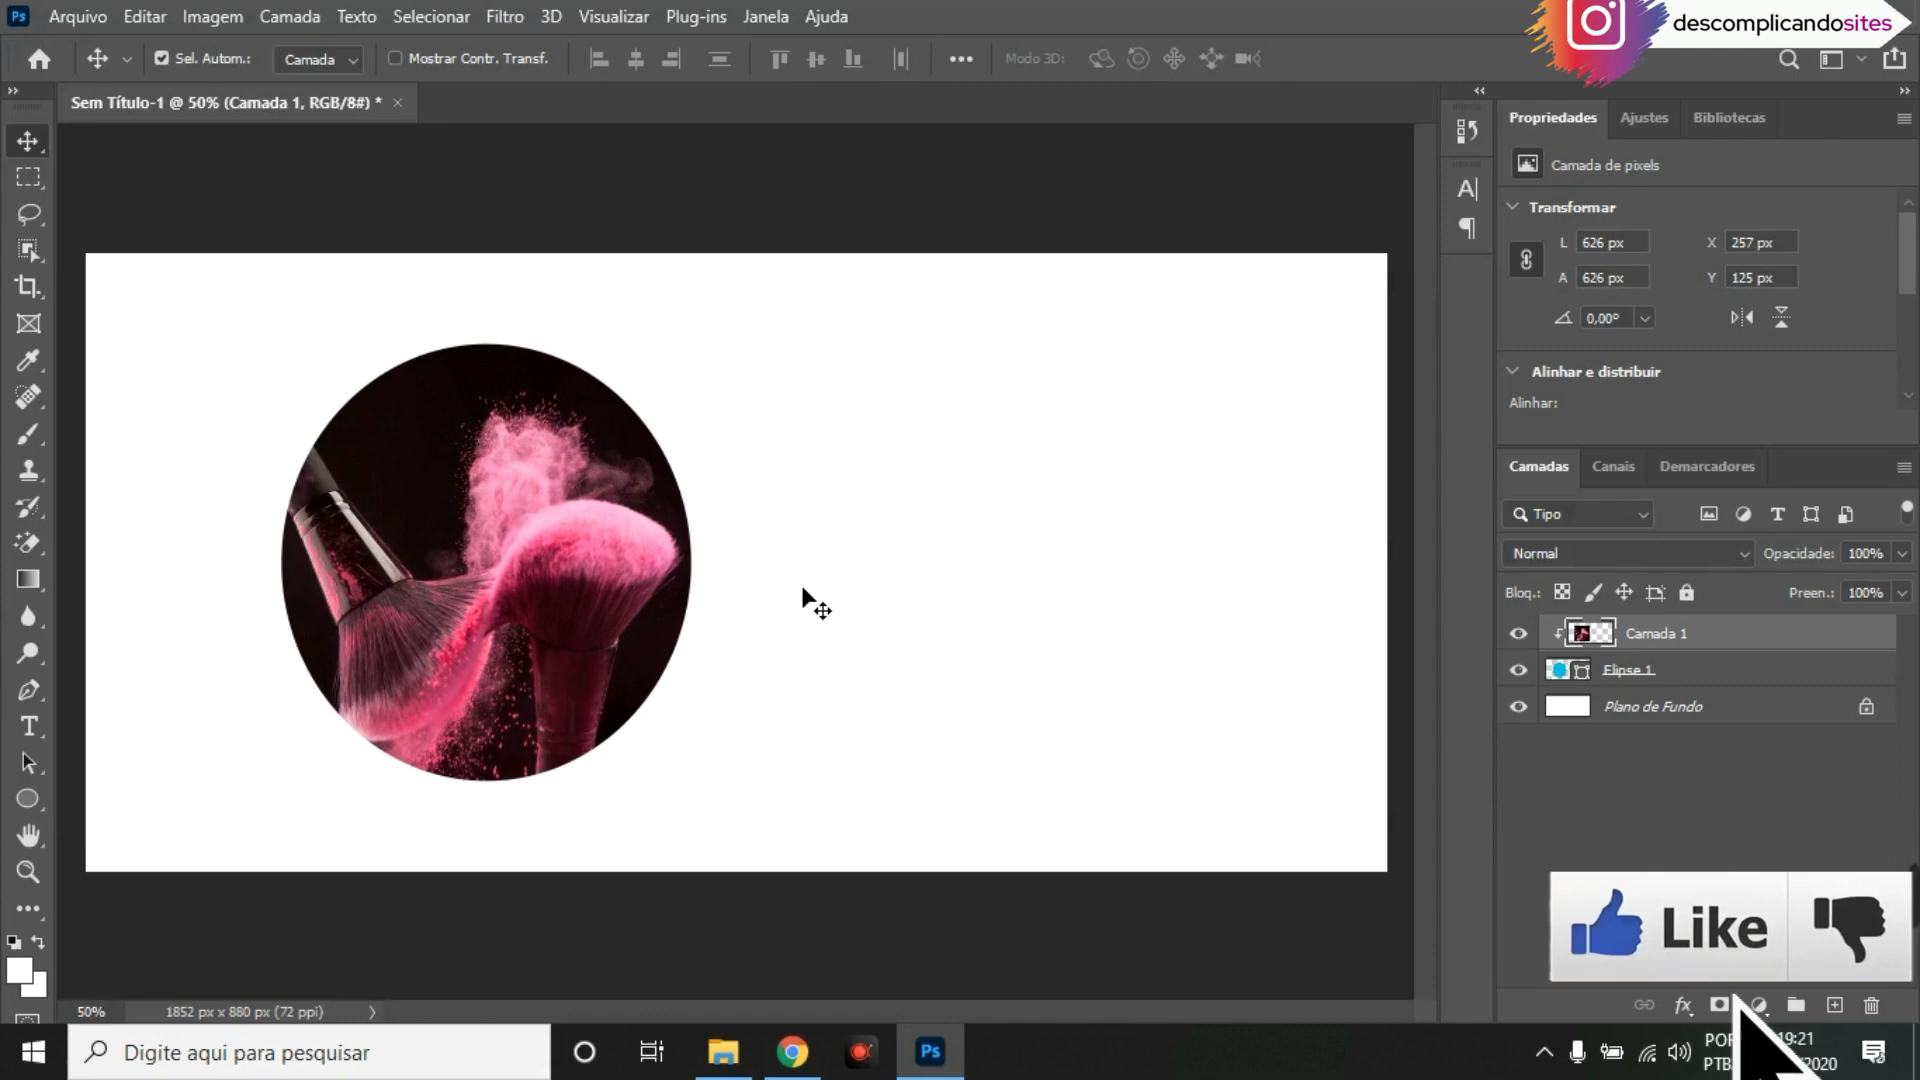 Ps Arquivo Editar Imagem Camada Texto Selecionar Filtro 3D Visualizar Plug-ins Janela Ajuda
descomplicandosites
Sel. Autom.: Camada Mostrar Contr. Transf. Modo 3D:
Sem Título-1 @ 50% (Camada 1, RGB/8#) *
Propriedades Ajustes Bibliotecas
Camada de pixels
Transformar
L 626 px X 257 px
A 626 px Y 125 px
0,00º
Alinhar e distribuir
Alinhar:
Camadas Canais Demarcadores
Tipo
Normal Opacidade: 100%
Bloq.: Preen.: 100%
Camada 1
Elipse 1
Plano de Fundo
Like
50% 1852 px x 880 px (72 ppi)
Digite aqui para pesquisar
Ps
19:21